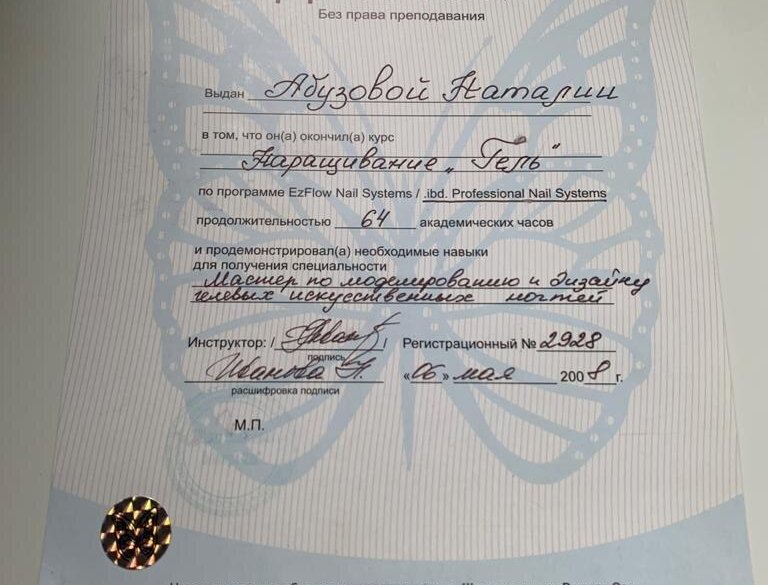 Без права преподавания
Выдан Абузовой Наталии
в том, что он(а) окончил(а) курс
Наращивание „Гель"
по программе EzFlow Nail Systems / .ibd. Professional Nail Systems
продолжительностью 64 академических часов
и продемонстрировал(а) необходимые навыки
для получения специальности
Мастер по моделированию и дизайну
гелевых искусственных ногтей
Инструктор: / / Регистрационный № 2928
подпись
Иванова Н. «06» мая 2008 г.
расшифровка подписи
М.П.